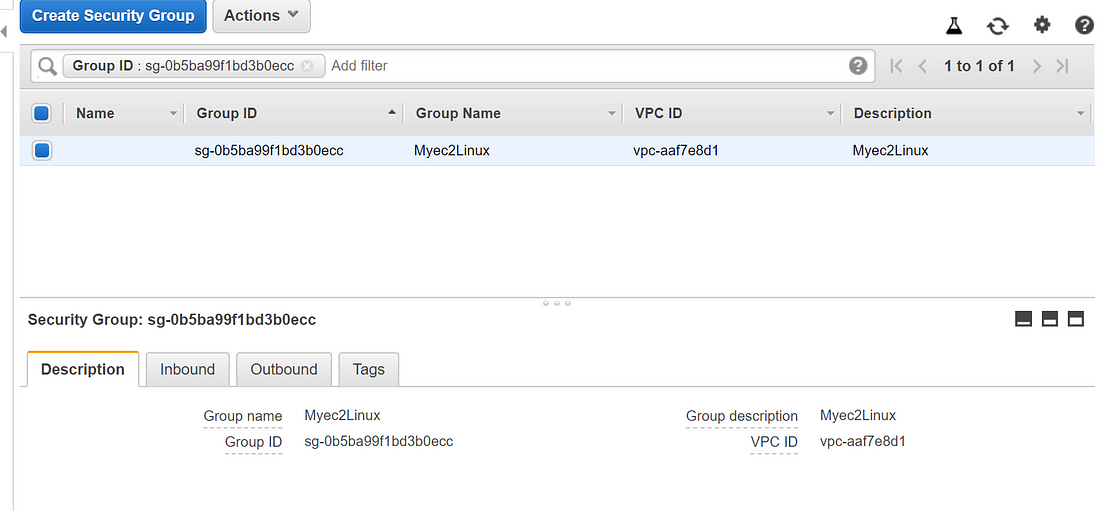 Create Security Group Actions
Group ID : sg-0b5ba99f1bd3b0ecc Add filter 1 to 1 of 1
Name Group ID Group Name VPC ID Description
sg-0b5ba99f1bd3b0ecc Myec2Linux vpc-aaf7e8d1 Myec2Linux
Security Group: sg-0b5ba99f1bd3b0ecc
Description Inbound Outbound Tags
Group name Myec2Linux Group description Myec2Linux
Group ID sg-0b5ba99f1bd3b0ecc VPC ID vpc-aaf7e8d1